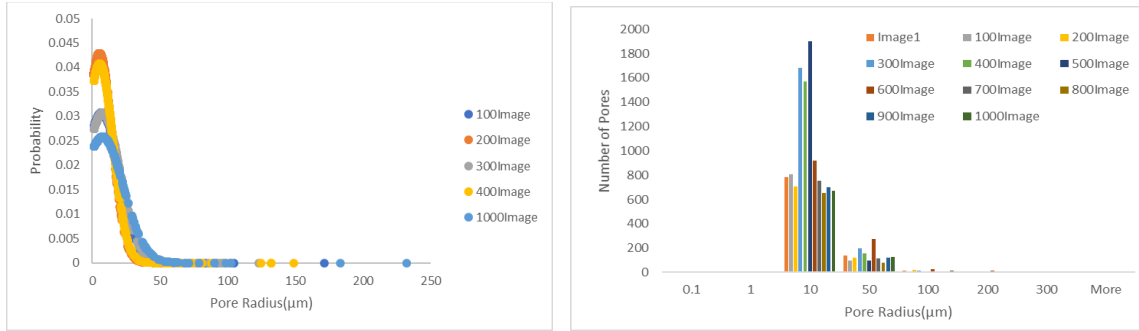 0.05
0.045
0.04
0.035
0.03
0.025
0.02
0.015
0.01
0.005
0
Probability
0 50 100 150 200 250
Pore Radius(µm)
100Image
200Image
300Image
400Image
1000Image
2000
1800
1600
1400
1200
1000
800
600
400
200
0
Number of Pores
Image1 100Image 200Image
300Image 400Image 500Image
600Image 700Image 800Image
900Image 1000Image
0.1 1 10 50 100 200 300 More
Pore Radius(µm)